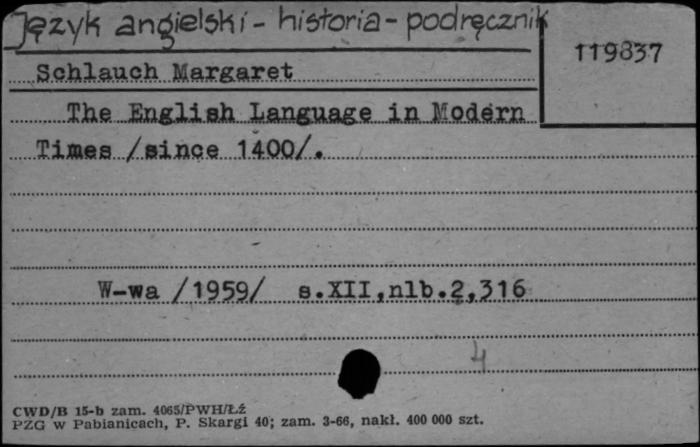 Język angielski - historia - podręcznik
119837
Schlauch Margaret
The English Language in Modern
Times /since 1400/.
W-wa /1959/ s.XII,nlb.2,316
4
CWD/B 15-b zam. 4065/PWH/Łź
PZG w Pabianicach, P. Skargi 40; zam. 3-66, nakł. 400 000 szt.